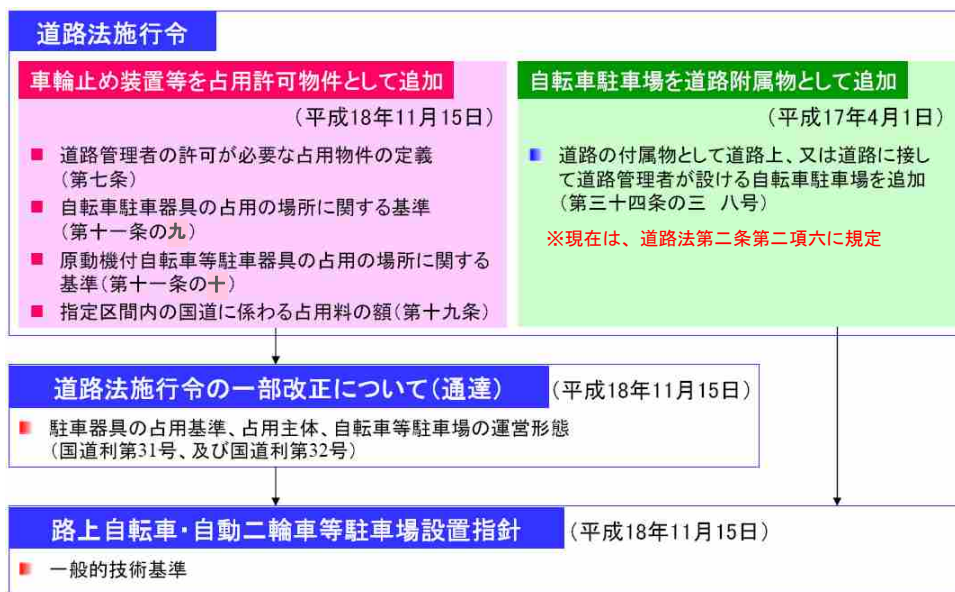 道路法施行令
車輪止め装置等を占用許可物件として追加
(平成18年11月15日)
道路管理者の許可が必要な占用物件の定義
(第七条)
自転車駐車器具の占用の場所に関する基準
(第十一条の九)
原動機付自転車等駐車器具の占用の場所に関する
基準(第十一条の十)
指定区間内の国道に係わる占用料の額(第十九条)
自転車駐車場を道路附属物として追加
(平成17年4月1日)
道路の付属物として道路上、又は道路に接し
て道路管理者が設ける自転車駐車場を追加
(第三十四条の三 八号)
※現在は、道路法第二条第二項六に規定
道路法施行令の一部改正について(通達) (平成18年11月15日)
駐車器具の占用基準、占用主体、自転車等駐車場の運営形態
(国道利第31号、及び国道利第32号)
路上自転車・自動二輪車等駐車場設置指針 (平成18年11月15日)
一般的技術基準